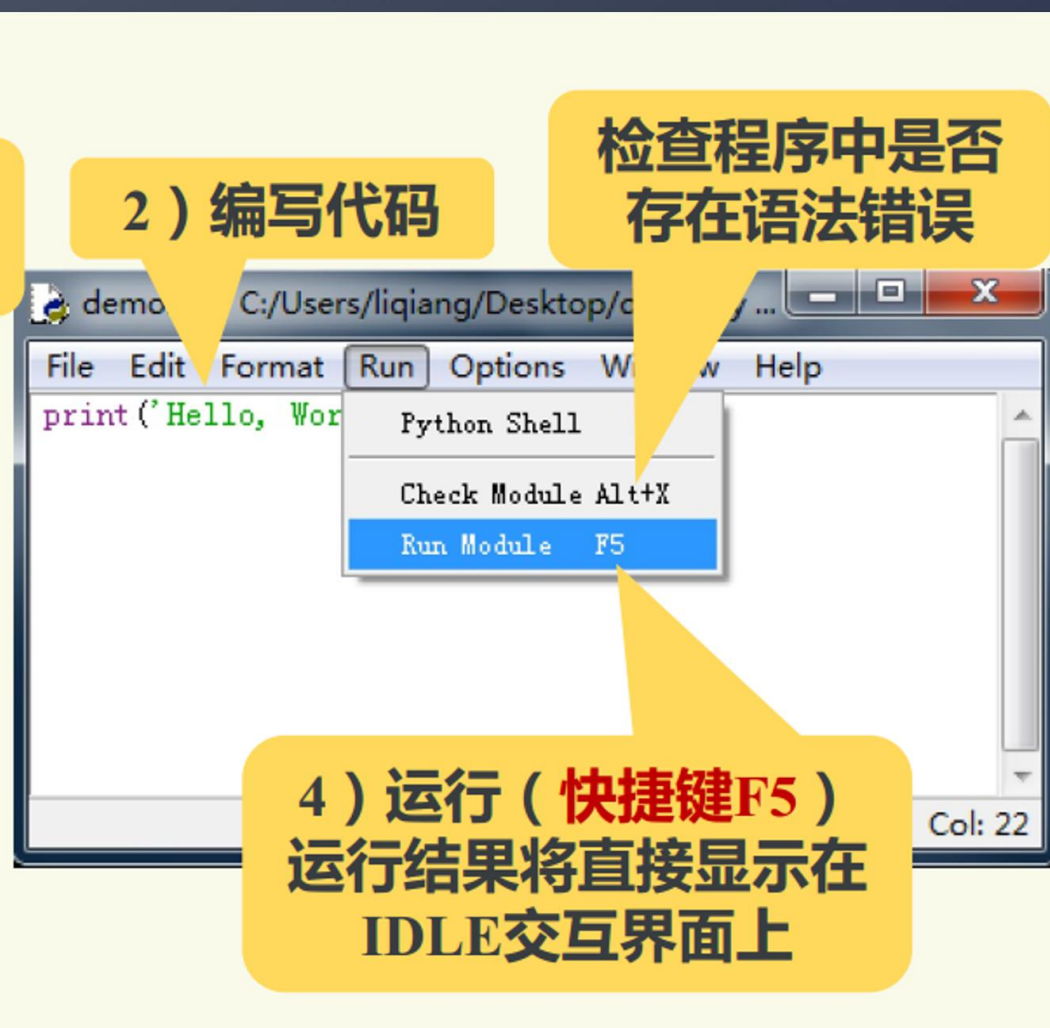 检查程序中是否
存在语法错误
2）编写代码
demo C:/Users/liqiang/Desktop/ ...
File Edit Format Run Options Help
print('Hello,
Python Shell
Check Module Alt+X
Run Module F5
4）运行（快捷键F5）
运行结果将直接显示在
IDLE交互界面上
Col: 22